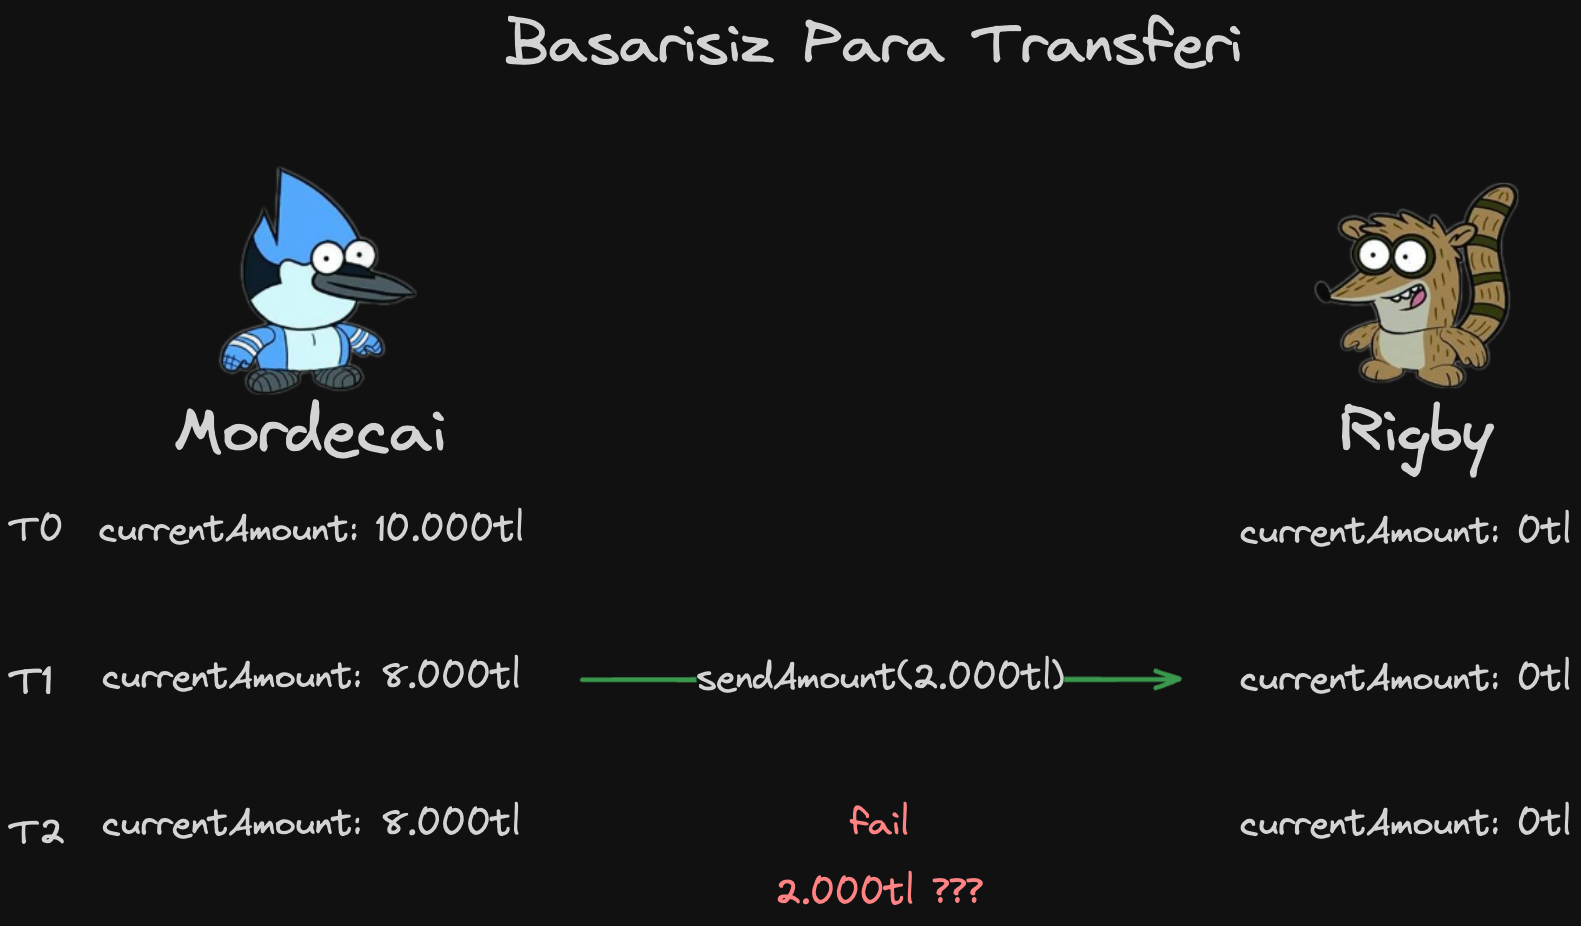 Basarisiz Para Transferi
Mordecai
Rigby
T0 currentAmount: 10.000tl currentAmount: 0tl
T1 currentAmount: 8.000tl sendAmount(2.000tl) currentAmount: 0tl
T2 currentAmount: 8.000tl fail currentAmount: 0tl
2.000tl ???